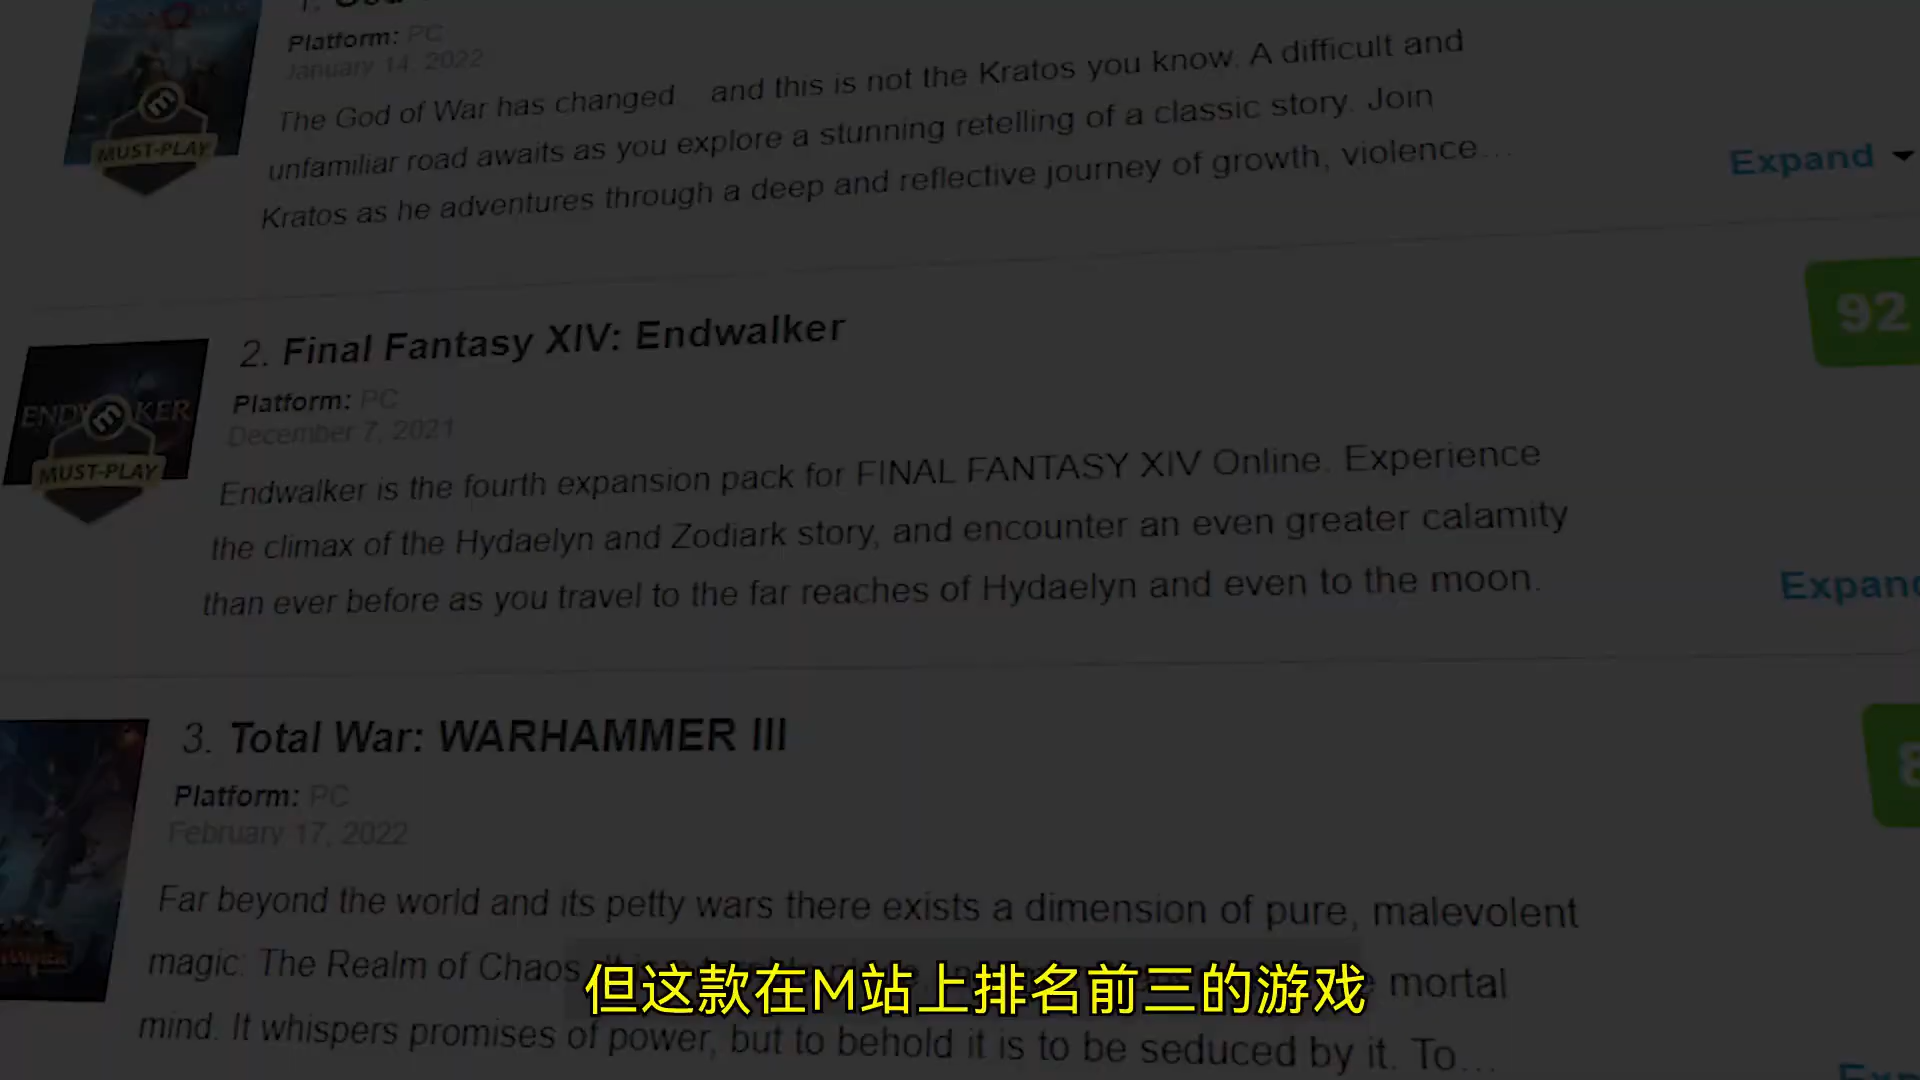 Platform: PC
January 14, 2022
The God of War has changed and this is not the Kratos you know. A difficult and
unfamiliar road awaits as you explore a stunning retelling of a classic story. Join
Kratos as he adventures through a deep and reflective journey of growth, violence...
MUST-PLAY
Expand
92
2. Final Fantasy XIV: Endwalker
Platform: PC
December 7, 2021
MUST-PLAY
Endwalker is the fourth expansion pack for FINAL FANTASY XIV Online. Experience
the climax of the Hydaelyn and Zodiark story, and encounter an even greater calamity
than ever before as you travel to the far reaches of Hydaelyn and even to the moon.
Expand
3. Total War: WARHAMMER III
Platform: PC
February 17, 2022
Far beyond the world and its petty wars there exists a dimension of pure, malevolent
magic: The Realm of Chaos. mortal
mind. It whispers promises of power, but to behold it is to be seduced by it. To...
但这款在M站上排名前三的游戏